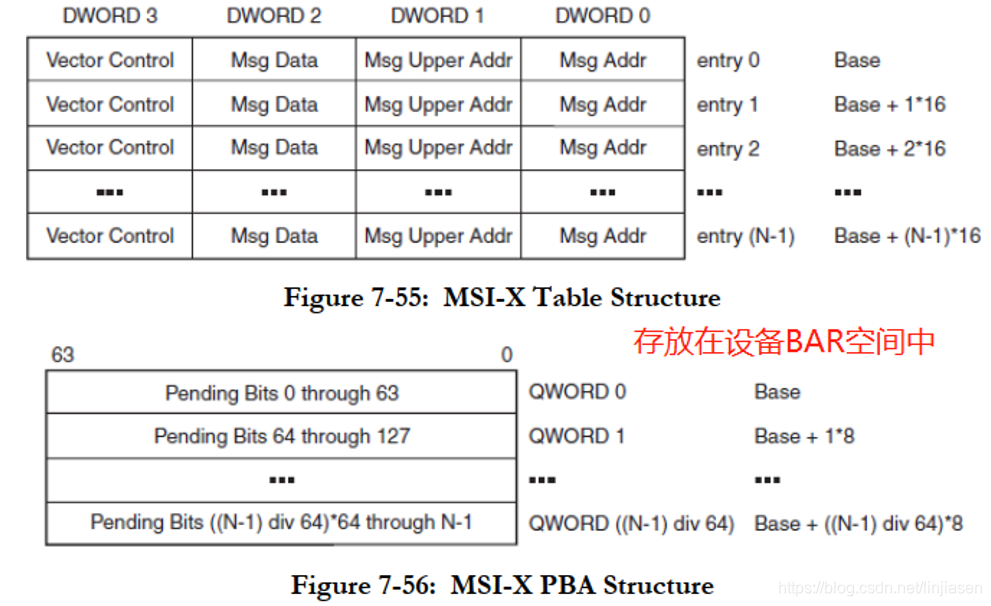 DWORD 3 DWORD 2 DWORD 1 DWORD 0
Vector Control Msg Data Msg Upper Addr Msg Addr entry 0 Base
Vector Control Msg Data Msg Upper Addr Msg Addr entry 1 Base + 1*16
Vector Control Msg Data Msg Upper Addr Msg Addr entry 2 Base + 2*16
... ... ... ... ... ...
Vector Control Msg Data Msg Upper Addr Msg Addr entry (N-1) Base + (N-1)*16
Figure 7-55: MSI-X Table Structure
存放在设备BAR空间中
63 0
Pending Bits 0 through 63 QWORD 0 Base
Pending Bits 64 through 127 QWORD 1 Base + 1*8
... ... ...
Pending Bits ((N-1) div 64)*64 through N-1 QWORD ((N-1) div 64) Base + ((N-1) div 64)*8
Figure 7-56: MSI-X PBA Structure
https://blog.csdn.net/linjiasen